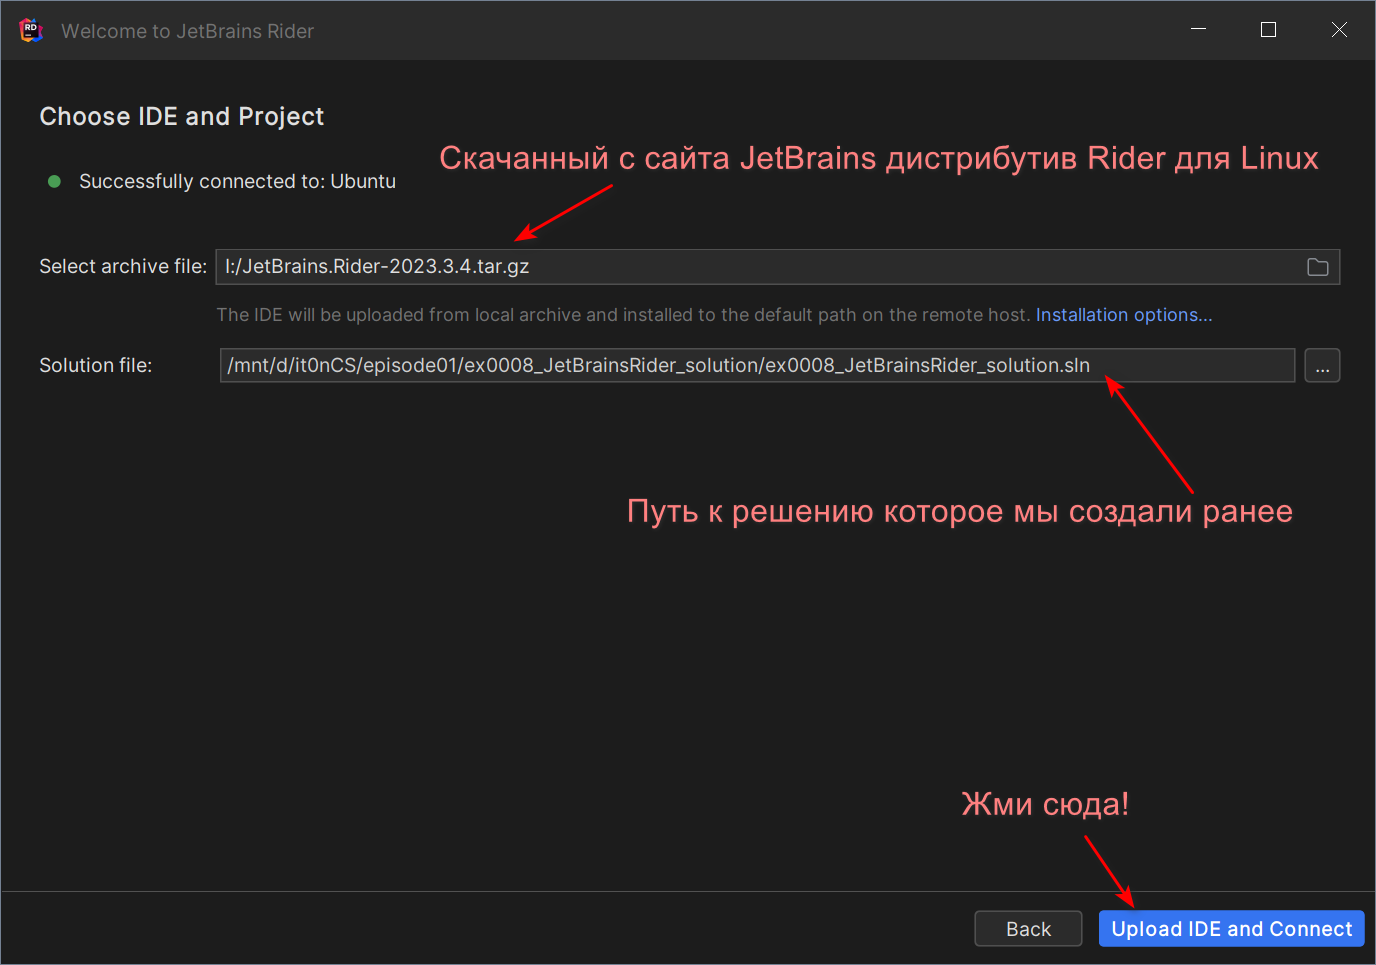 RD
Welcome to JetBrains Rider
Choose IDE and Project
Скачанный с сайта JetBrains дистрибутив Rider для Linux
Successfully connected to: Ubuntu
Select archive file: I:/JetBrains.Rider-2023.3.4.tar.gz
The IDE will be uploaded from local archive and installed to the default path on the remote host. Installation options...
Solution file: /mnt/d/it0nCS/episode01/ex0008_JetBrainsRider_solution/ex0008_JetBrainsRider_solution.sln ...
Путь к решению которое мы создали ранее
Жми сюда!
Back Upload IDE and Connect